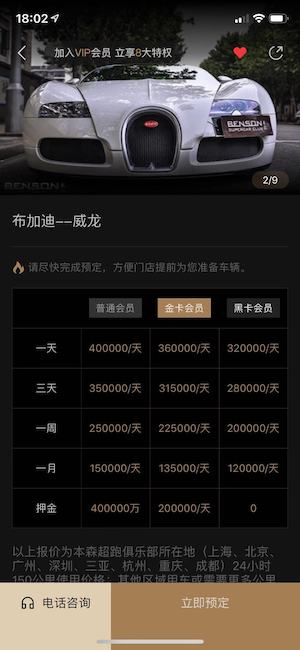 18:02
加入VIP会员 立享8大特权
BENSON
SUPERCAR CLUB
BENSON
2/9
布加迪--威龙
请尽快完成预定，方便门店提前为您准备车辆。
普通会员 金卡会员 黑卡会员
一天 400000/天 360000/天 320000/天
三天 350000/天 315000/天 280000/天
一周 250000/天 225000/天 200000/天
一月 150000/天 135000/天 120000/天
押金 400000万 200000/天 0
以上报价为本森超跑俱乐部所在地（上海、北京、
广州、深圳、三亚、杭州、重庆、成都）24小时
150公里使用价格；其他区域用车或需要更多公里
电话咨询 立即预定